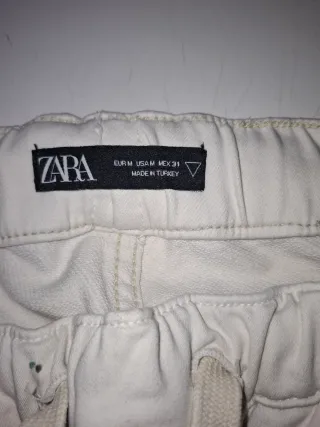 ZARA
EUR M USA M MEX 31
MADE IN TURKEY